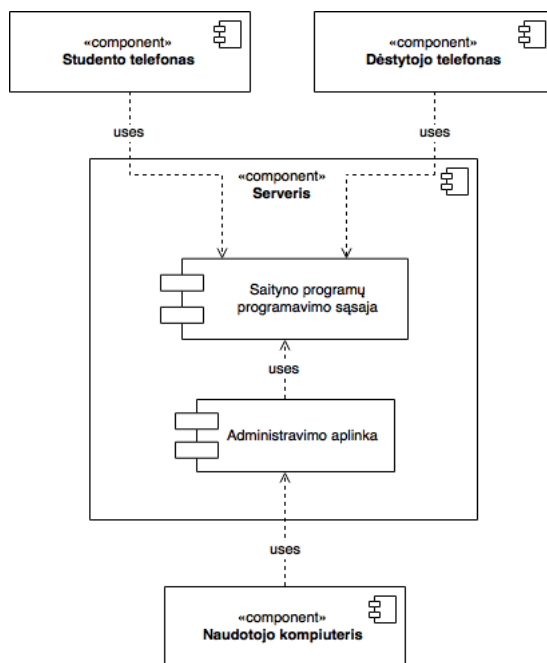 «component»
Studento telefonas
«component»
Dėstytojo telefonas
uses
uses
«component»
Serveris
Saityno programų
programavimo sąsaja
uses
Administravimo aplinka
uses
«component»
Naudotojo kompiuteris